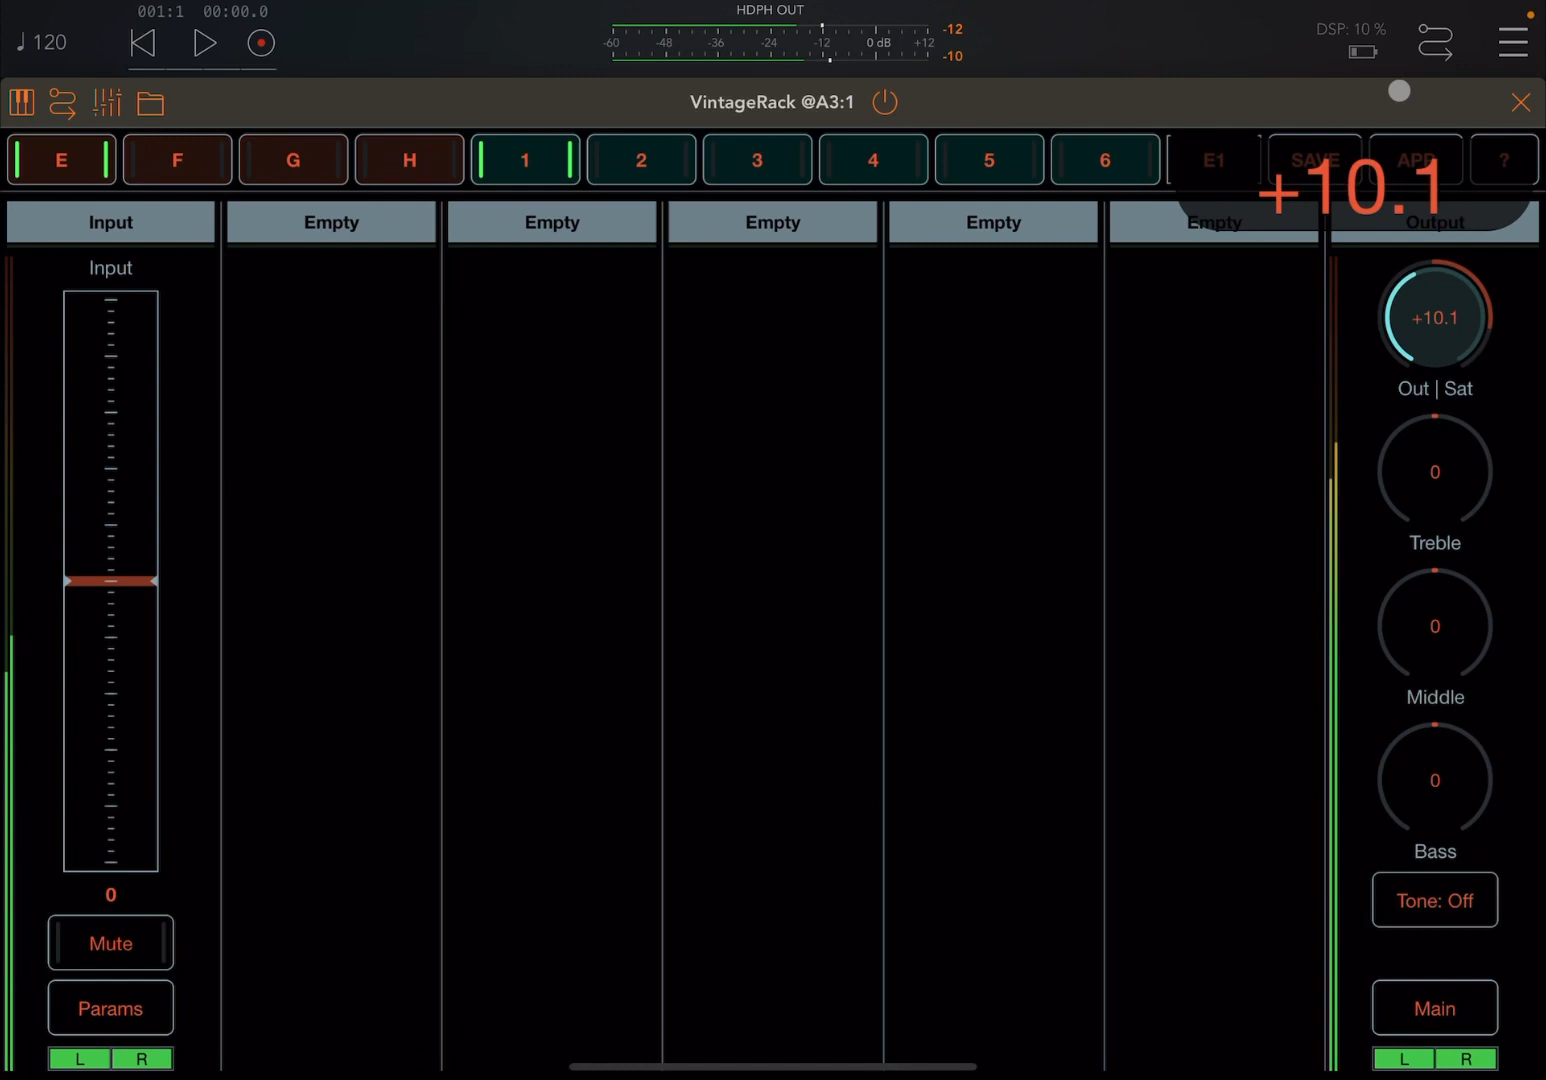 001:1 00:00.0
HDPH OUT
♩ 120
-60 -48 -36 -24 -12 0 dB +12
-12
-10
DSP: 10 %
VintageRack @A3:1
E F G H 1 2 3 4 5 6 E1 SAVE APP ?
+10.1
Input Empty Empty Empty Empty Empty Output
Input
+10.1
Out | Sat
0
Treble
0
Middle
0
Bass
0
Mute
Params
L R
Tone: Off
Main
L R